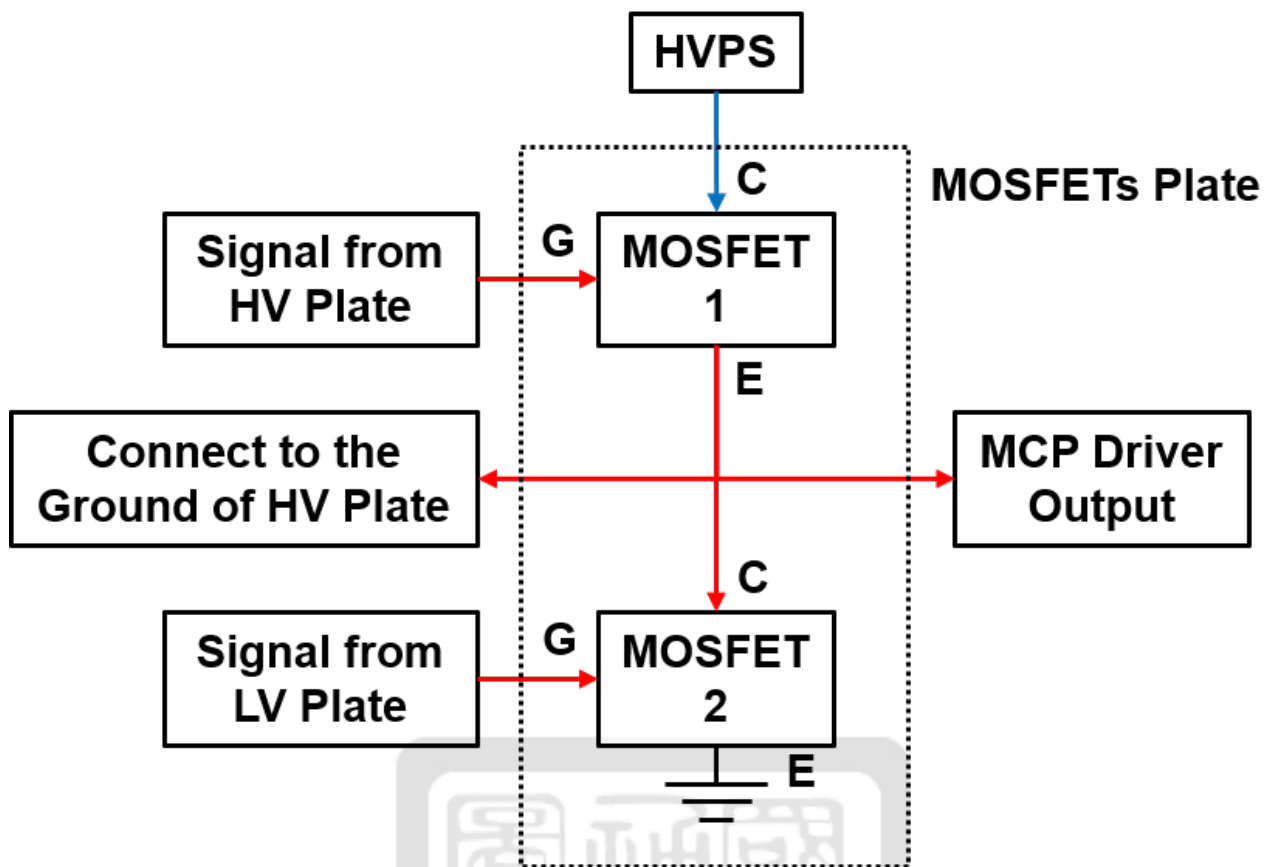 HVPS
C
MOSFETs Plate
Signal from
HV Plate
G
MOSFET
1
E
Connect to the
Ground of HV Plate
MCP Driver
Output
C
Signal from
LV Plate
G
MOSFET
2
E